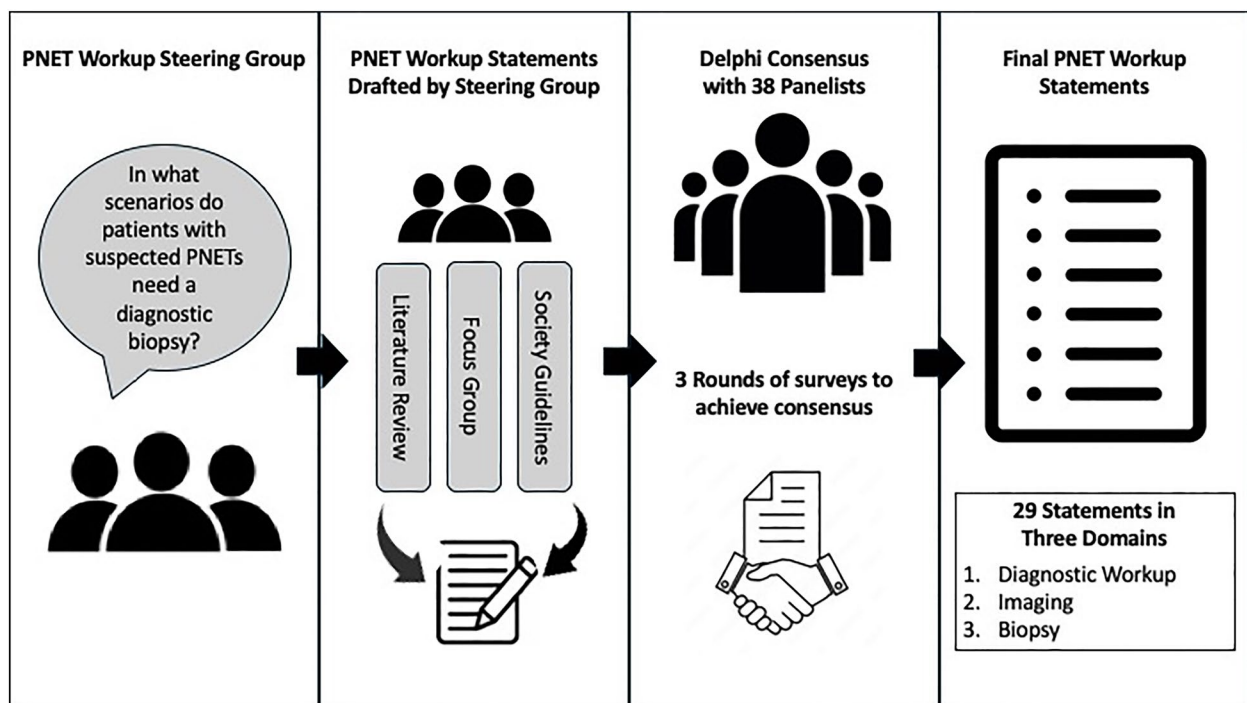 PNET Workup Steering Group
In what
scenarios do
patients with
suspected PNETs
need a
diagnostic
biopsy?
PNET Workup Statements
Drafted by Steering Group
Literature Review
Focus Group
Society Guidelines
Delphi Consensus
with 38 Panelists
3 Rounds of surveys to
achieve consensus
Final PNET Workup
Statements
29 Statements in
Three Domains
1. Diagnostic Workup
2. Imaging
3. Biopsy